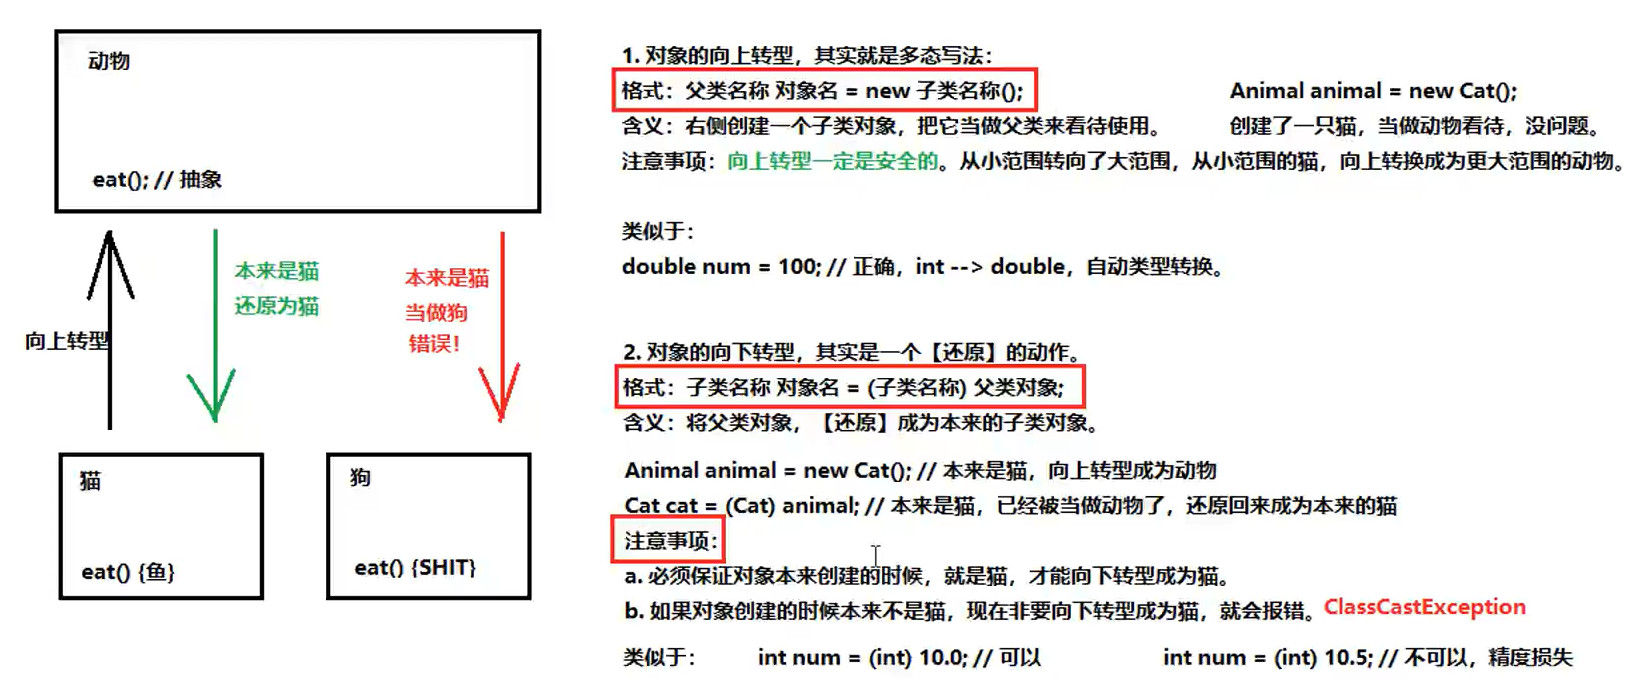 动物
eat(); // 抽象
向上转型
本来是猫
还原为猫
本来是猫
当做狗
错误！
猫
eat() {鱼}
狗
eat() {SHIT}
1. 对象的向上转型，其实就是多态写法：
格式：父类名称 对象名 = new 子类名称();
Animal animal = new Cat();
含义：右侧创建一个子类对象，把它当做父类来看待使用。
创建了一只猫，当做动物看待，没问题。
注意事项：向上转型一定是安全的。从小范围转向了大范围，从小范围的猫，向上转换成为更大范围的动物。
类似于：
double num = 100; // 正确，int --> double，自动类型转换。
2. 对象的向下转型，其实是一个【还原】的动作。
格式：子类名称 对象名 = (子类名称) 父类对象;
含义：将父类对象，【还原】成为本来的子类对象。
Animal animal = new Cat(); // 本来是猫，向上转型成为动物
Cat cat = (Cat) animal; // 本来是猫，已经被当做动物了，还原回来成为本来的猫
注意事项：
a. 必须保证对象本来创建的时候，就是猫，才能向下转型成为猫。
b. 如果对象创建的时候本来不是猫，现在非要向下转型成为猫，就会报错。ClassCastException
类似于： int num = (int) 10.0; // 可以 int num = (int) 10.5; // 不可以，精度损失